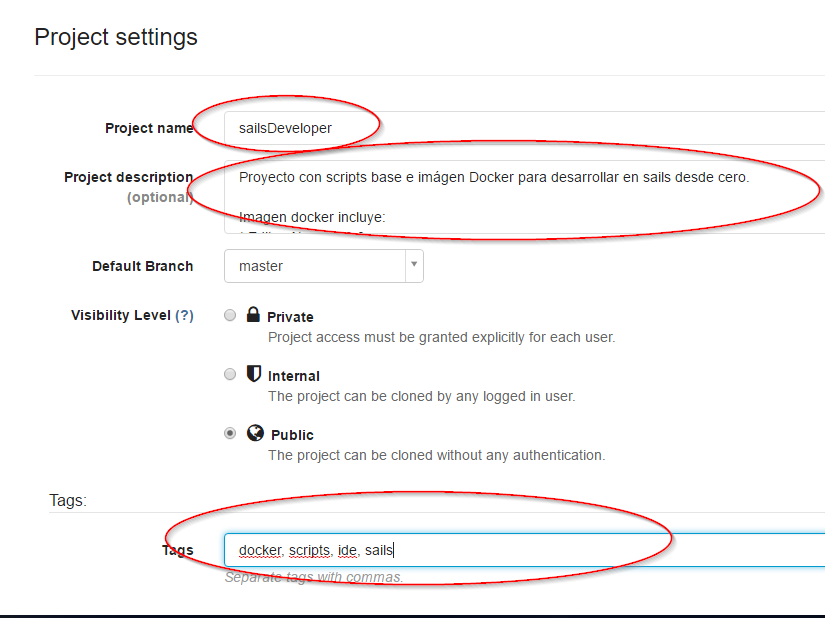 Project settings
Project name
sailsDeveloper
Project description
(optional)
Proyecto con scripts base e imágen Docker para desarrollar en sails desde cero.
Imagen docker incluye:
Default Branch
master
Visibility Level (?)
Private
Project access must be granted explicitly for each user.
Internal
The project can be cloned by any logged in user.
Public
The project can be cloned without any authentication.
Tags:
Tags
docker, scripts, ide, sails
Separate tags with commas.